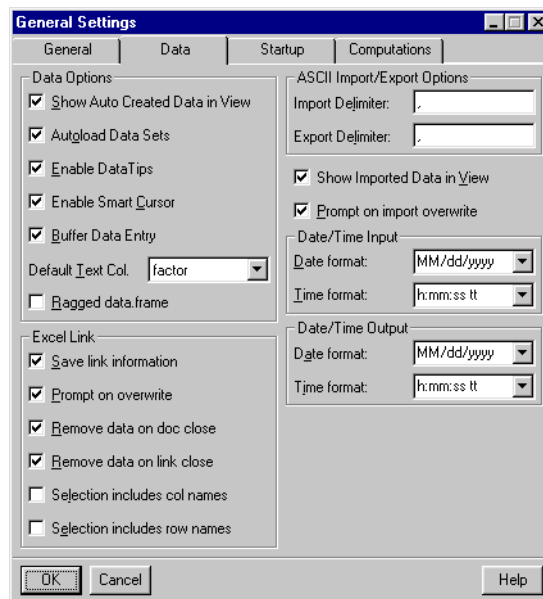 General Settings
General Data Startup Computations
Data Options
Show Auto Created Data in View
Autoload Data Sets
Enable DataTips
Enable Smart Cursor
Buffer Data Entry
Default Text Col. factor
Ragged data.frame
Excel Link
Save link information
Prompt on overwrite
Remove data on doc close
Remove data on link close
Selection includes col names
Selection includes row names
ASCII Import/Export Options
Import Delimiter: ,
Export Delimiter: ,
Show Imported Data in View
Prompt on import overwrite
Date/Time Input
Date format: MM/dd/yyyy
Time format: h:mm:ss tt
Date/Time Output
Date format: MM/dd/yyyy
Time format: h:mm:ss tt
OK Cancel Help